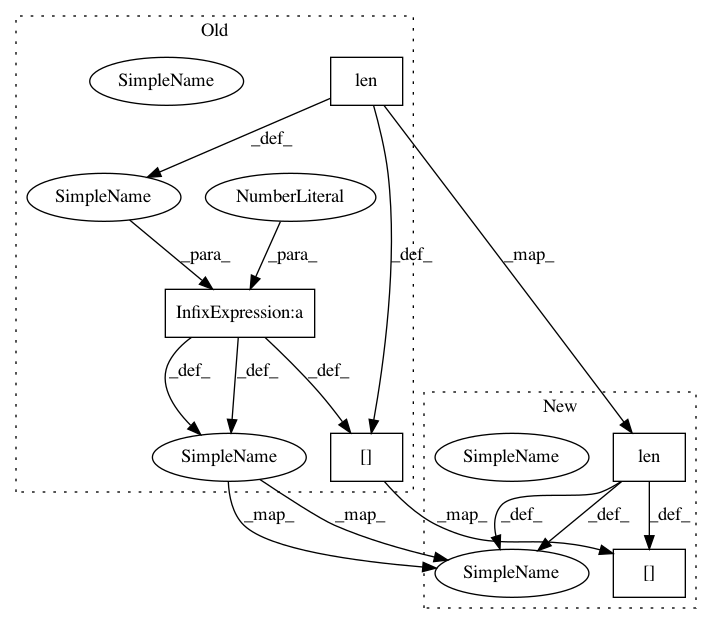 Old
SimpleName
len
_def_
SimpleName
NumberLiteral
_para_
_para_
_def_
_map_
InfixExpression:a
_def_
_def_
_def_
New
SimpleName
[]
SimpleName
len
_map_
_map_
_map_
_def_
_def_
_def_
SimpleName
[]